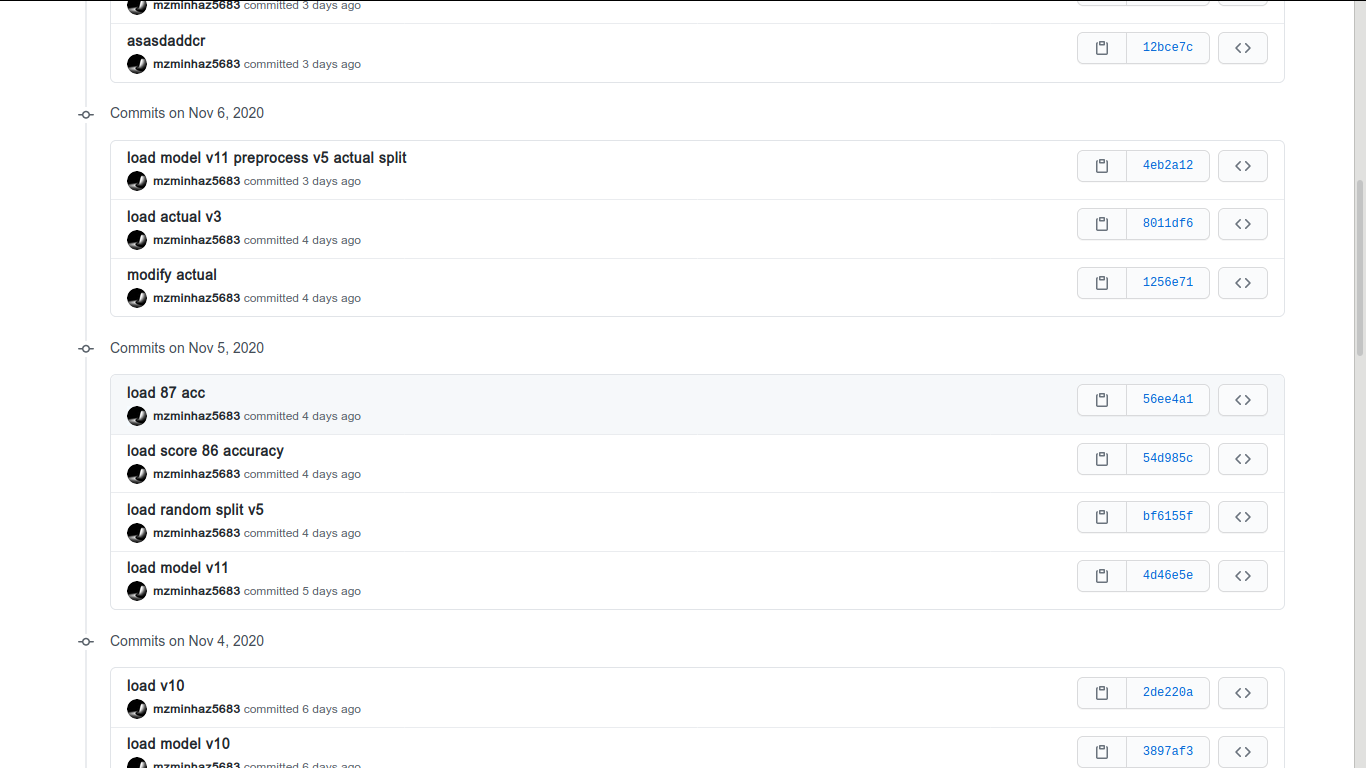 mzminhaz5683 committed 3 days ago
asasdaddcr
12bce7c
mzminhaz5683 committed 3 days ago
Commits on Nov 6, 2020
load model v11 preprocess v5 actual split
4eb2a12
mzminhaz5683 committed 3 days ago
load actual v3
8011df6
mzminhaz5683 committed 4 days ago
modify actual
1256e71
mzminhaz5683 committed 4 days ago
Commits on Nov 5, 2020
load 87 acc
56ee4a1
mzminhaz5683 committed 4 days ago
load score 86 accuracy
54d985c
mzminhaz5683 committed 4 days ago
load random split v5
bf6155f
mzminhaz5683 committed 4 days ago
load model v11
4d46e5e
mzminhaz5683 committed 5 days ago
Commits on Nov 4, 2020
load v10
2de220a
mzminhaz5683 committed 6 days ago
load model v10
3897af3
mzminhaz5683 committed 6 days ago